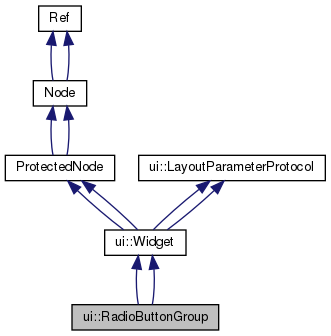 Ref
Node
ProtectedNode
ui::LayoutParameterProtocol
ui::Widget
ui::RadioButtonGroup